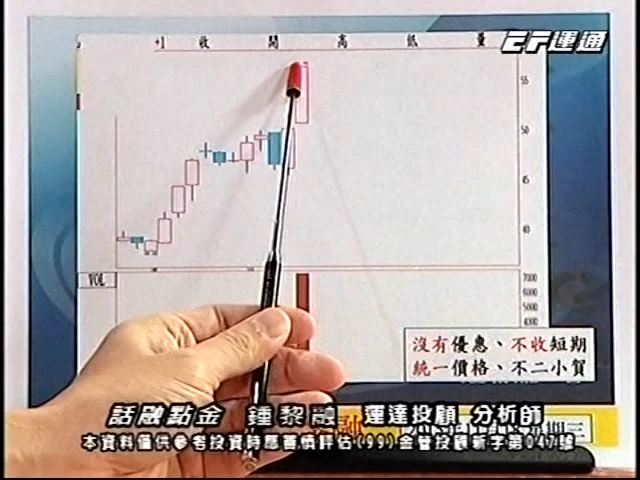 +1 收 開 高 低 量
EF運通
55
50
45
40
VOL
7000
6000
5000
4000
沒有優惠、不收短期
統一價格、不二小賀
話融點金 鍾黎融 運達投顧 分析師
本資料僅供參考投資時應審慎評估(99)金管投顧新字第047號